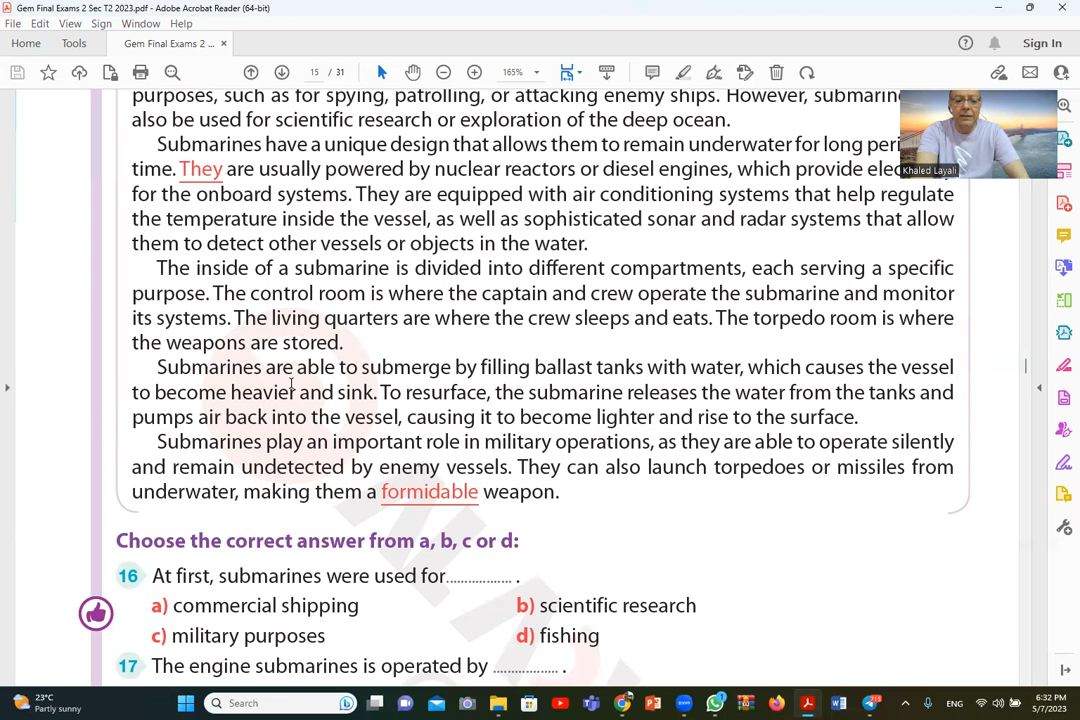 Gem Final Exams 2 Sec T2 2023.pdf - Adobe Acrobat Reader (64-bit)
File Edit View Sign Window Help
Home Tools Gem Final Exams 2 ... × Sign In
15 / 31 165%
purposes, such as for spying, patrolling, or attacking enemy ships. However, submarine
also be used for scientific research or exploration of the deep ocean.
Submarines have a unique design that allows them to remain underwater for long peri
time. They are usually powered by nuclear reactors or diesel engines, which provide elec
Khaled Layali
for the onboard systems. They are equipped with air conditioning systems that help regulate
the temperature inside the vessel, as well as sophisticated sonar and radar systems that allow
them to detect other vessels or objects in the water.
The inside of a submarine is divided into different compartments, each serving a specific
purpose. The control room is where the captain and crew operate the submarine and monitor
its systems. The living quarters are where the crew sleeps and eats. The torpedo room is where
the weapons are stored.
Submarines are able to submerge by filling ballast tanks with water, which causes the vessel
to become heavier and sink. To resurface, the submarine releases the water from the tanks and
pumps air back into the vessel, causing it to become lighter and rise to the surface.
Submarines play an important role in military operations, as they are able to operate silently
and remain undetected by enemy vessels. They can also launch torpedoes or missiles from
underwater, making them a formidable weapon.
Choose the correct answer from a, b, c or d:
16 At first, submarines were used for.................. .
a) commercial shipping b) scientific research
c) military purposes d) fishing
17 The engine submarines is operated by .................. .
23°C
Partly sunny
Search
ENG
6:32 PM
5/7/2023